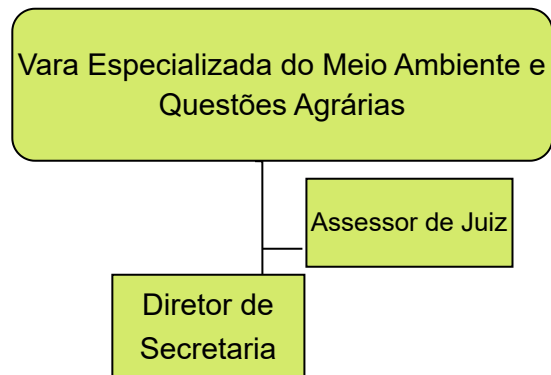 Vara Especializada do Meio Ambiente e
Questões Agrárias
Assessor de Juiz
Diretor de
Secretaria